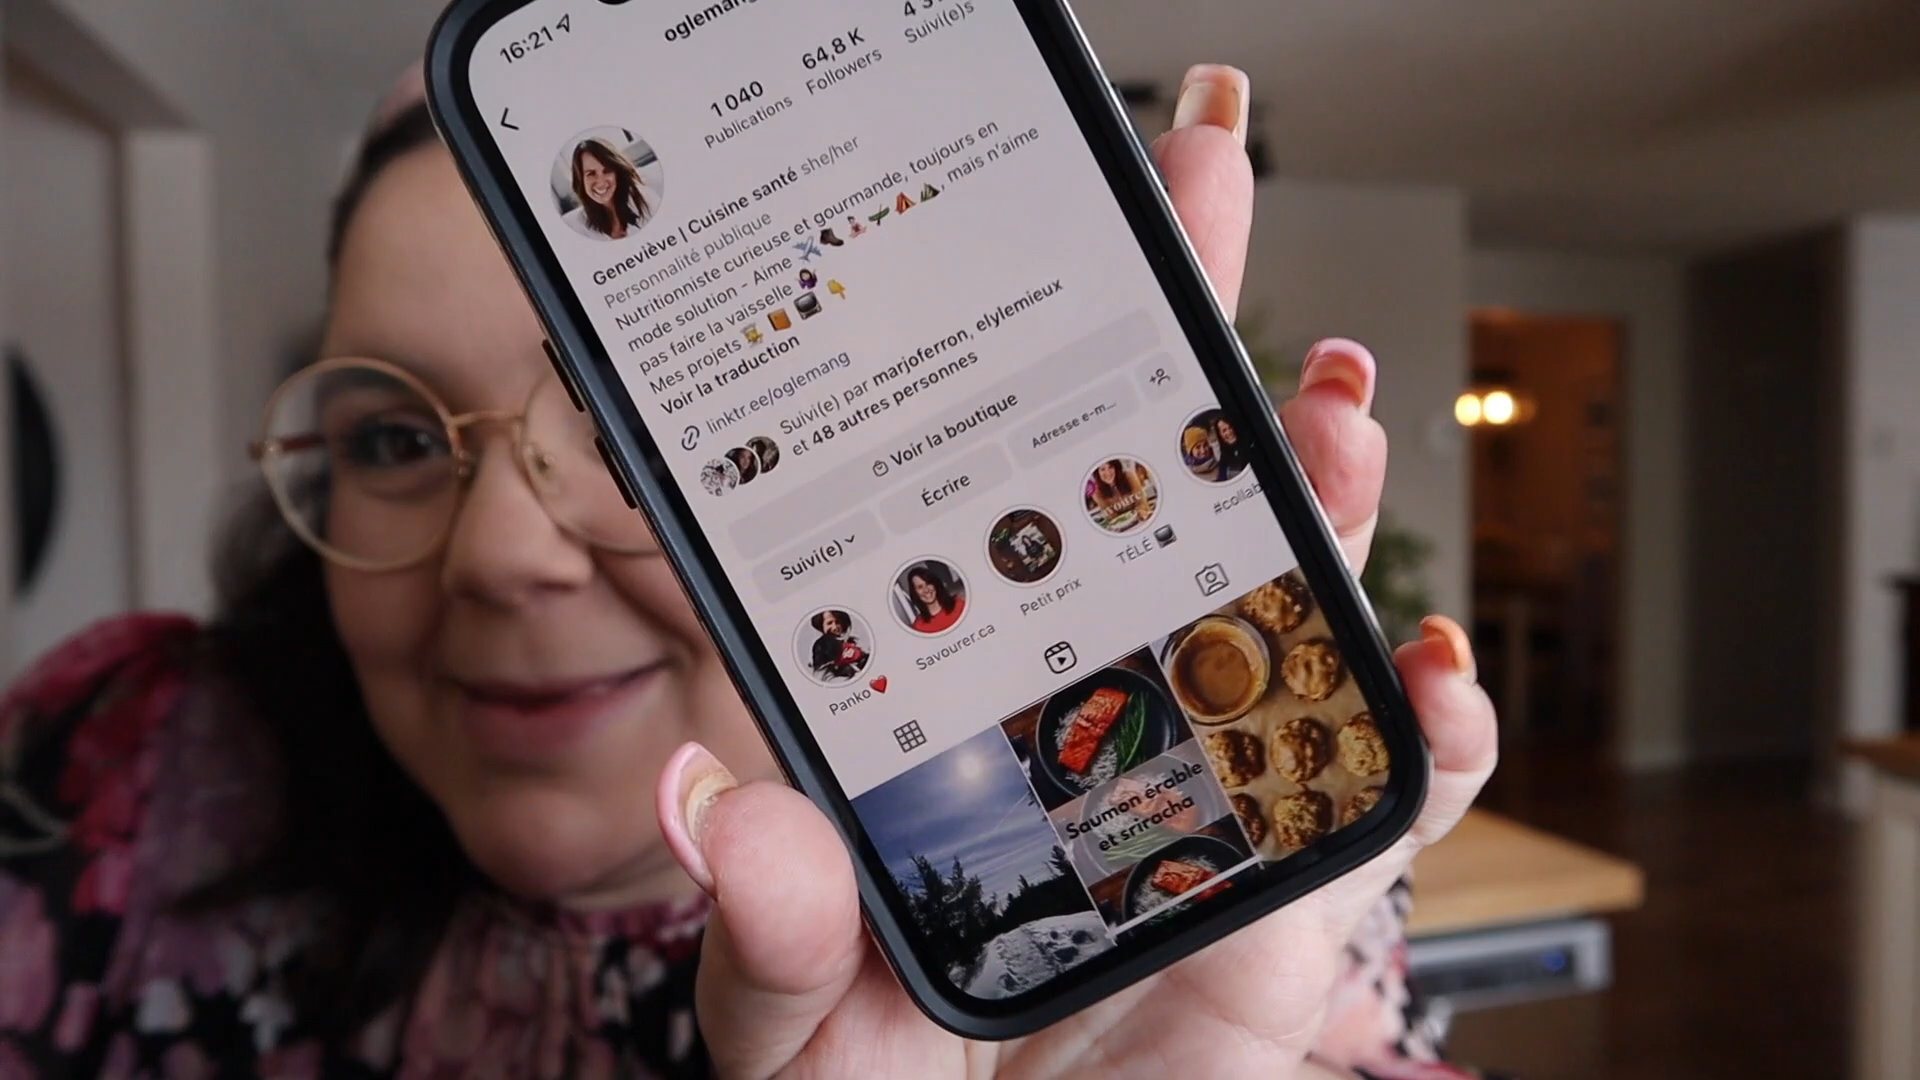 16:21
oglemang
1 040
Publications
64,8 K
Followers
Suivi(e)s
Geneviève | Cuisine santé she/her
Personnalité publique
Nutritionniste curieuse et gourmande, toujours en
mode solution - Aime ✈️🥾🧘🛶⛺🏔️, mais n'aime
pas faire la vaisselle 🤷‍♀️
Mes projets 👩‍🍳 📙 📺 👇
Voir la traduction
linktr.ee/oglemang
Suivi(e) par marjoferron, elylemieux
et 48 autres personnes
Voir la boutique
Suivi(e)
Écrire
Adresse e-m...
Panko❤️
Savourer.ca
Petit prix
TÉLÉ 📺
#collab
Saumon érable
et sriracha